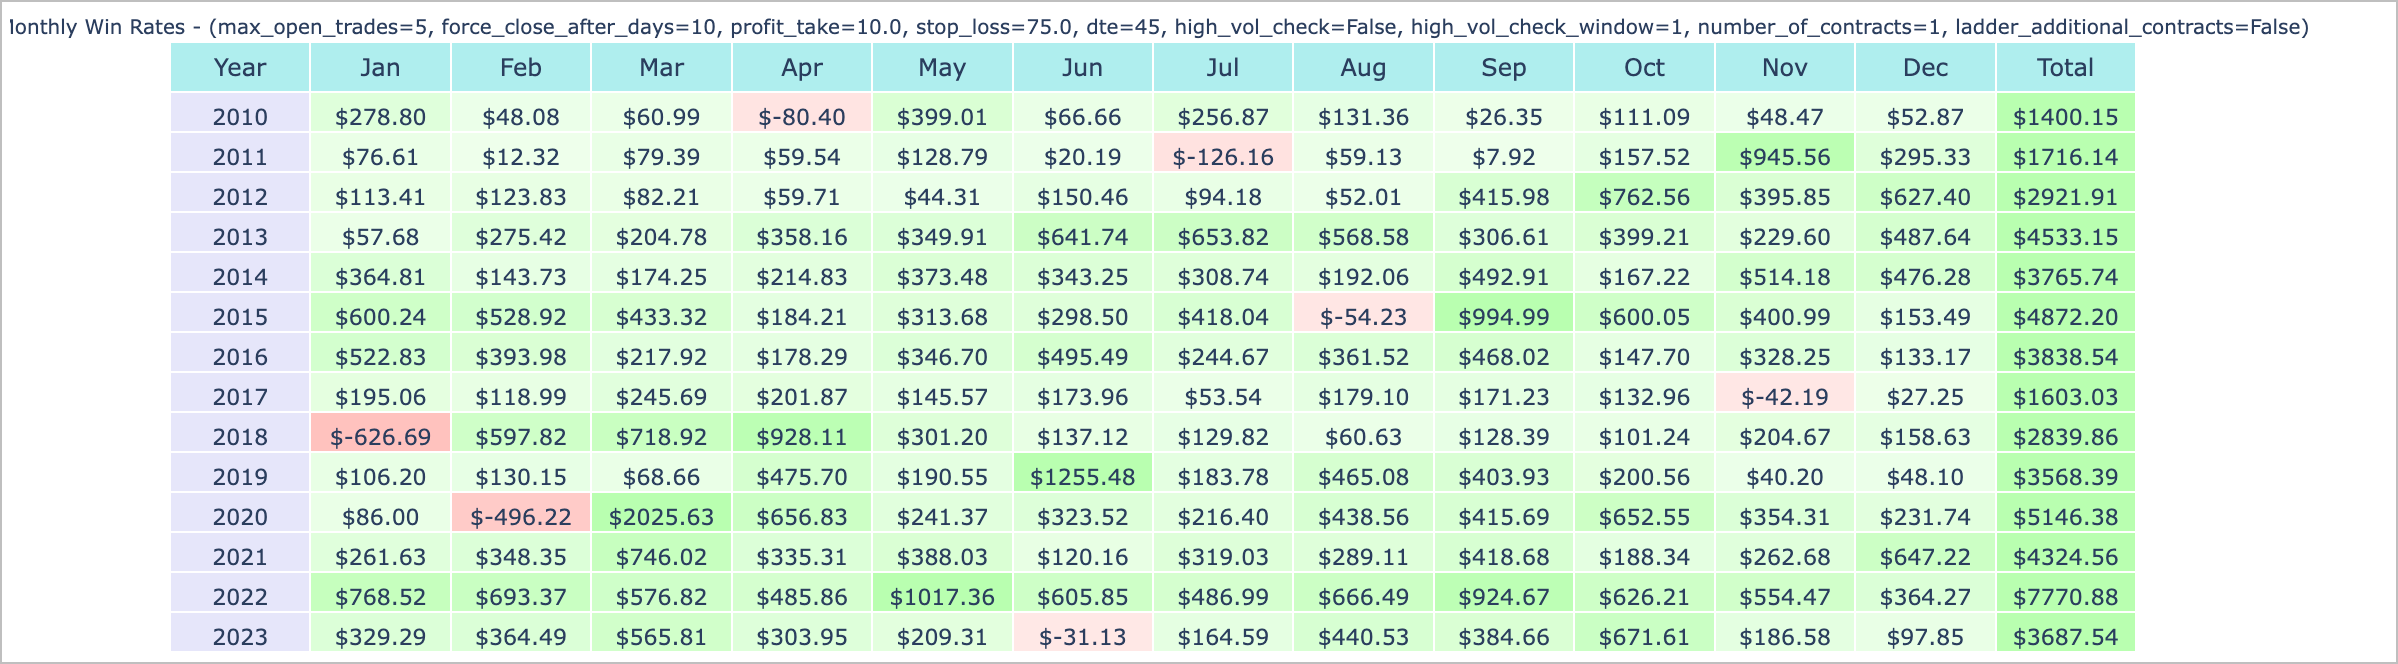 onthly Win Rates - (max_open_trades=5, force_close_after_days=10, profit_take=10.0, stop_loss=75.0, dte=45, high_vol_check=False, high_vol_check_window=1, number_of_contracts=1, ladder_additional_contracts=False)
Year Jan Feb Mar Apr May Jun Jul Aug Sep Oct Nov Dec Total
2010 $278.80 $48.08 $60.99 $-80.40 $399.01 $66.66 $256.87 $131.36 $26.35 $111.09 $48.47 $52.87 $1400.15
2011 $76.61 $12.32 $79.39 $59.54 $128.79 $20.19 $-126.16 $59.13 $7.92 $157.52 $945.56 $295.33 $1716.14
2012 $113.41 $123.83 $82.21 $59.71 $44.31 $150.46 $94.18 $52.01 $415.98 $762.56 $395.85 $627.40 $2921.91
2013 $57.68 $275.42 $204.78 $358.16 $349.91 $641.74 $653.82 $568.58 $306.61 $399.21 $229.60 $487.64 $4533.15
2014 $364.81 $143.73 $174.25 $214.83 $373.48 $343.25 $308.74 $192.06 $492.91 $167.22 $514.18 $476.28 $3765.74
2015 $600.24 $528.92 $433.32 $184.21 $313.68 $298.50 $418.04 $-54.23 $994.99 $600.05 $400.99 $153.49 $4872.20
2016 $522.83 $393.98 $217.92 $178.29 $346.70 $495.49 $244.67 $361.52 $468.02 $147.70 $328.25 $133.17 $3838.54
2017 $195.06 $118.99 $245.69 $201.87 $145.57 $173.96 $53.54 $179.10 $171.23 $132.96 $-42.19 $27.25 $1603.03
2018 $-626.69 $597.82 $718.92 $928.11 $301.20 $137.12 $129.82 $60.63 $128.39 $101.24 $204.67 $158.63 $2839.86
2019 $106.20 $130.15 $68.66 $475.70 $190.55 $1255.48 $183.78 $465.08 $403.93 $200.56 $40.20 $48.10 $3568.39
2020 $86.00 $-496.22 $2025.63 $656.83 $241.37 $323.52 $216.40 $438.56 $415.69 $652.55 $354.31 $231.74 $5146.38
2021 $261.63 $348.35 $746.02 $335.31 $388.03 $120.16 $319.03 $289.11 $418.68 $188.34 $262.68 $647.22 $4324.56
2022 $768.52 $693.37 $576.82 $485.86 $1017.36 $605.85 $486.99 $666.49 $924.67 $626.21 $554.47 $364.27 $7770.88
2023 $329.29 $364.49 $565.81 $303.95 $209.31 $-31.13 $164.59 $440.53 $384.66 $671.61 $186.58 $97.85 $3687.54